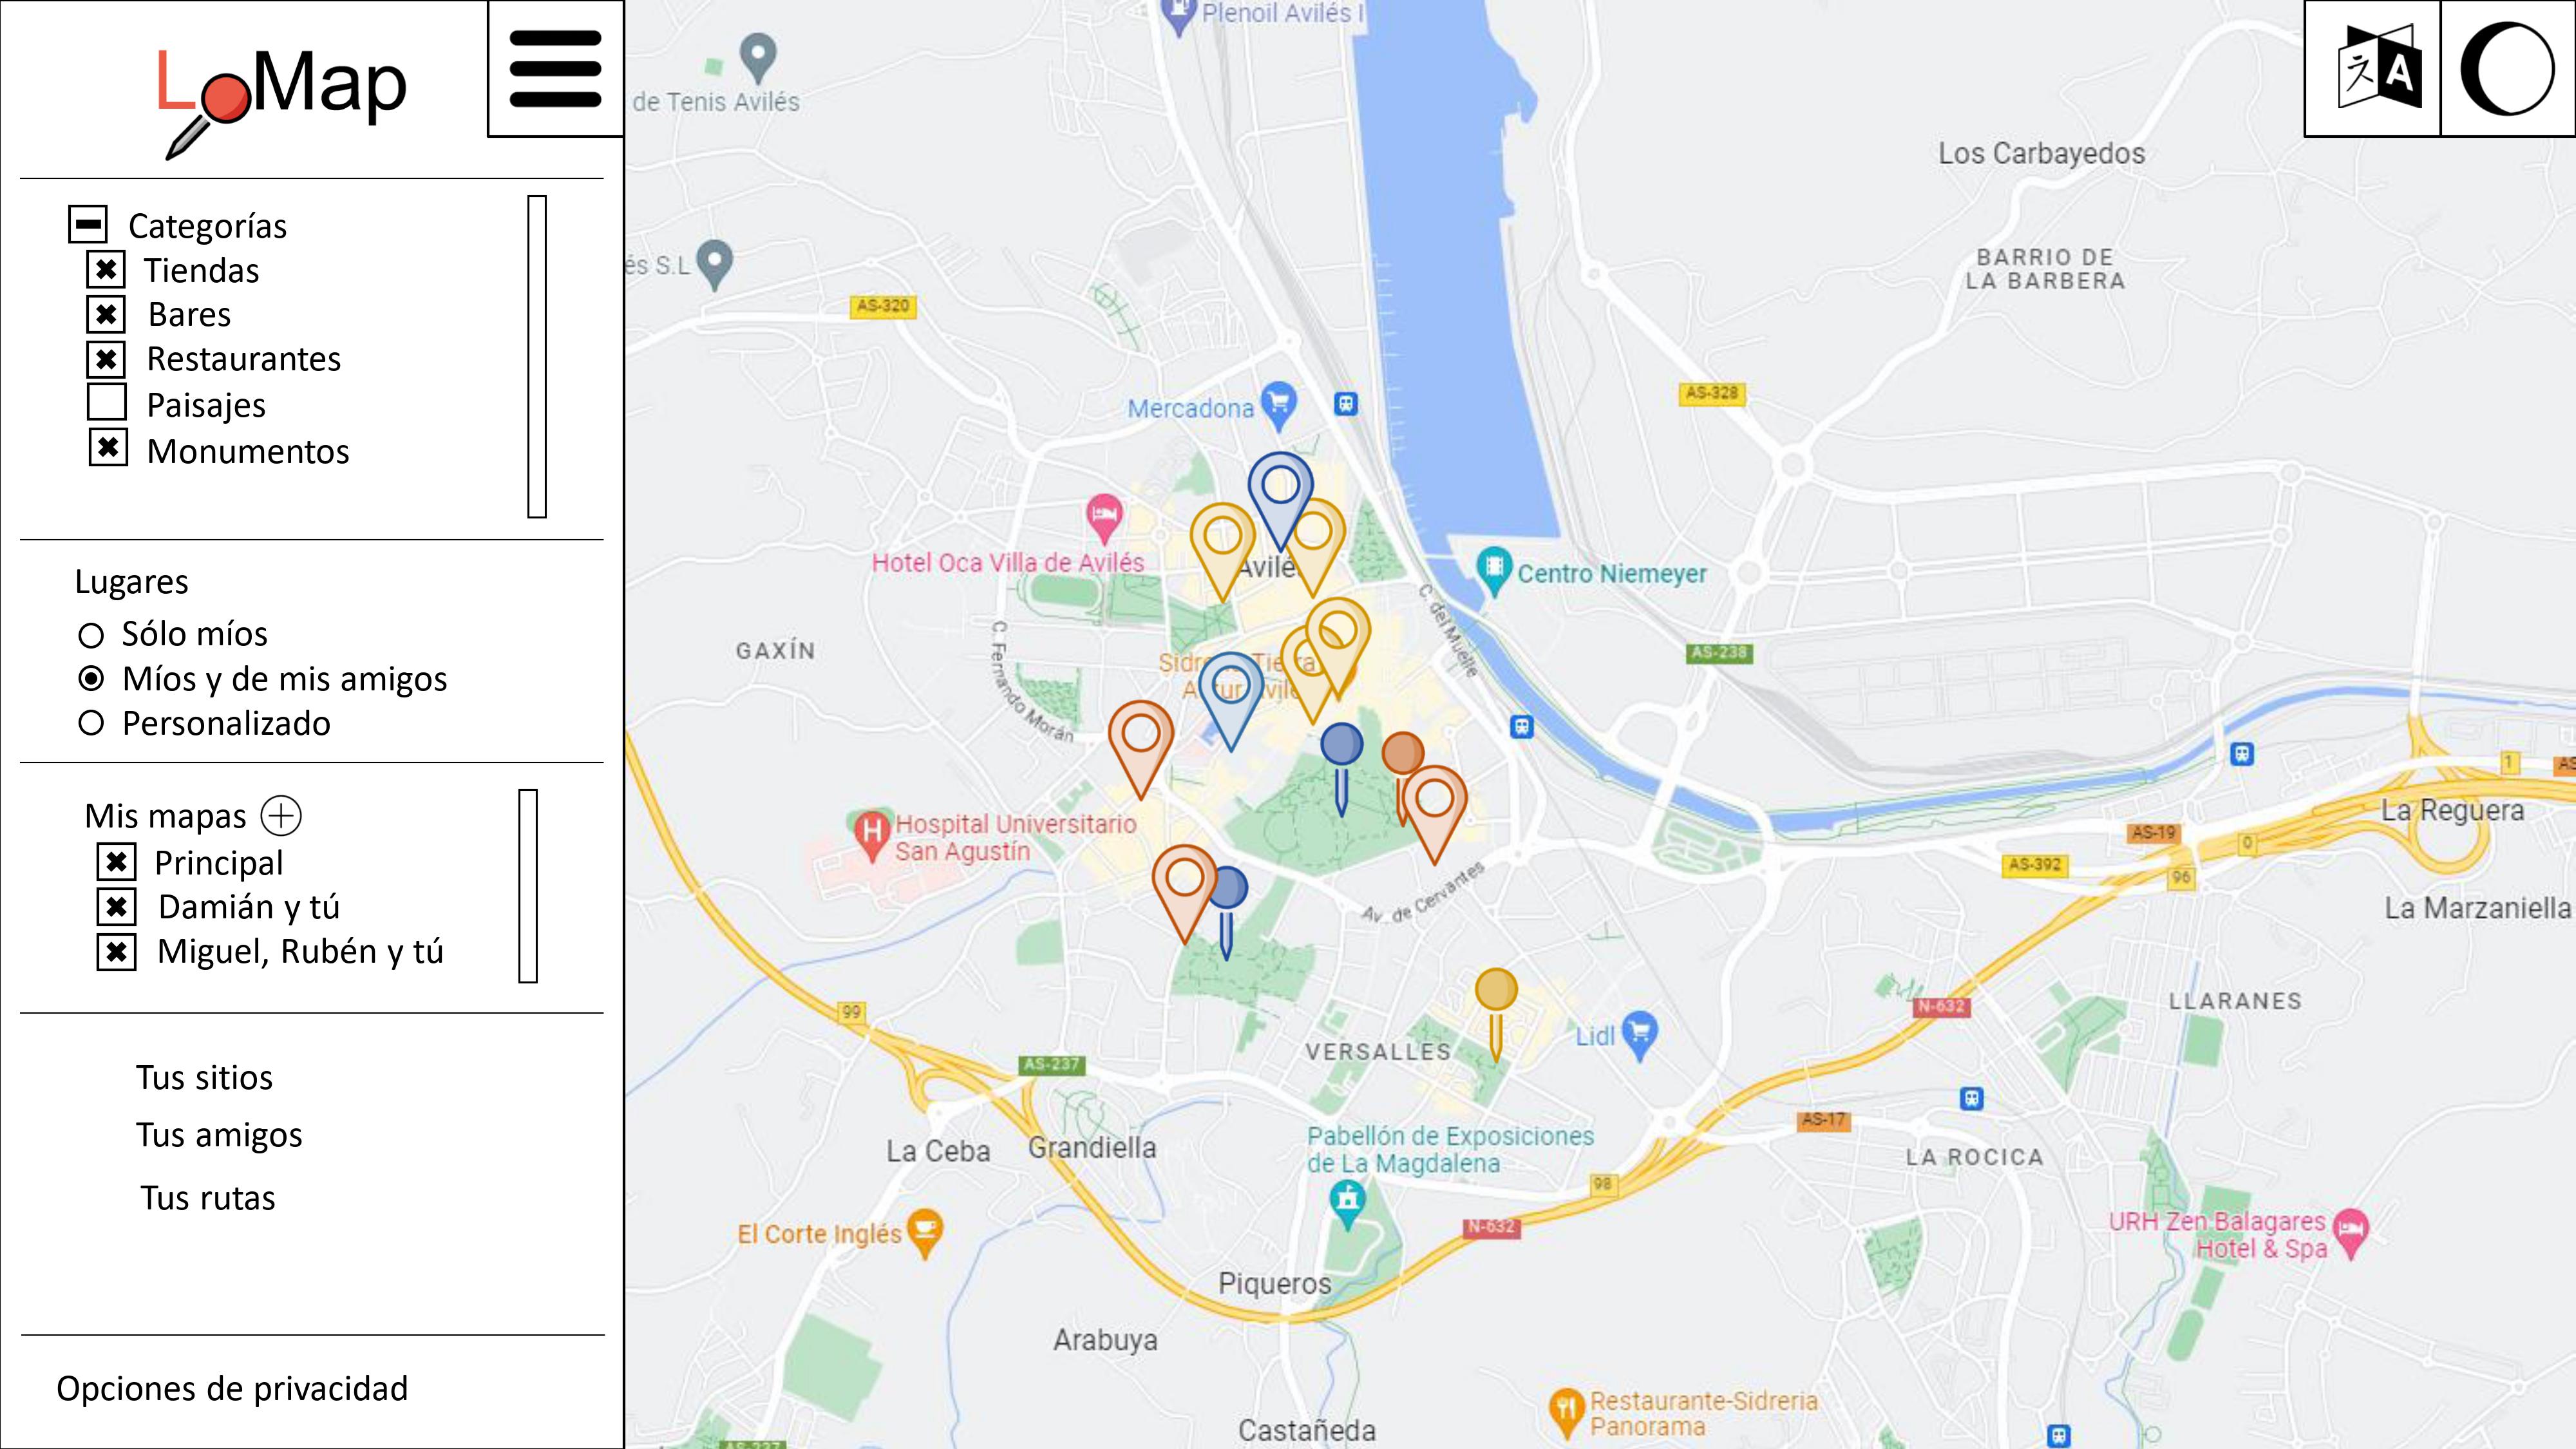 LoMap
Categorías
Tiendas
Bares
Restaurantes
Paisajes
Monumentos
Lugares
Sólo míos
Míos y de mis amigos
Personalizado
Mis mapas
Principal
Damián y tú
Miguel, Rubén y tú
Tus sitios
Tus amigos
Tus rutas
Opciones de privacidad
Plenoil Avilés I
de Tenis Avilés
A
Los Carbayedos
és S.L
BARRIO DE
LA BARBERA
AS-320
AS-328
Mercadona
Hotel Oca Villa de Avilés
Centro Niemeyer
C. del Muelle
GAXÍN
C. Fernando Morán
AS-238
1
La Reguera
H
Hospital Universitario
San Agustín
AS-19
0
AS-392
96
Av. de Cervantes
La Marzaniella
99
N-632
LLARANES
Lidl
VERSALLES
AS-237
AS-17
Pabellón de Exposiciones
de La Magdalena
La Ceba
Grandiella
LA ROCICA
98
El Corte Inglés
N-632
URH Zen Balagares
Hotel & Spa
Piqueros
Arabuya
Restaurante-Sidreria
Panorama
Castañeda